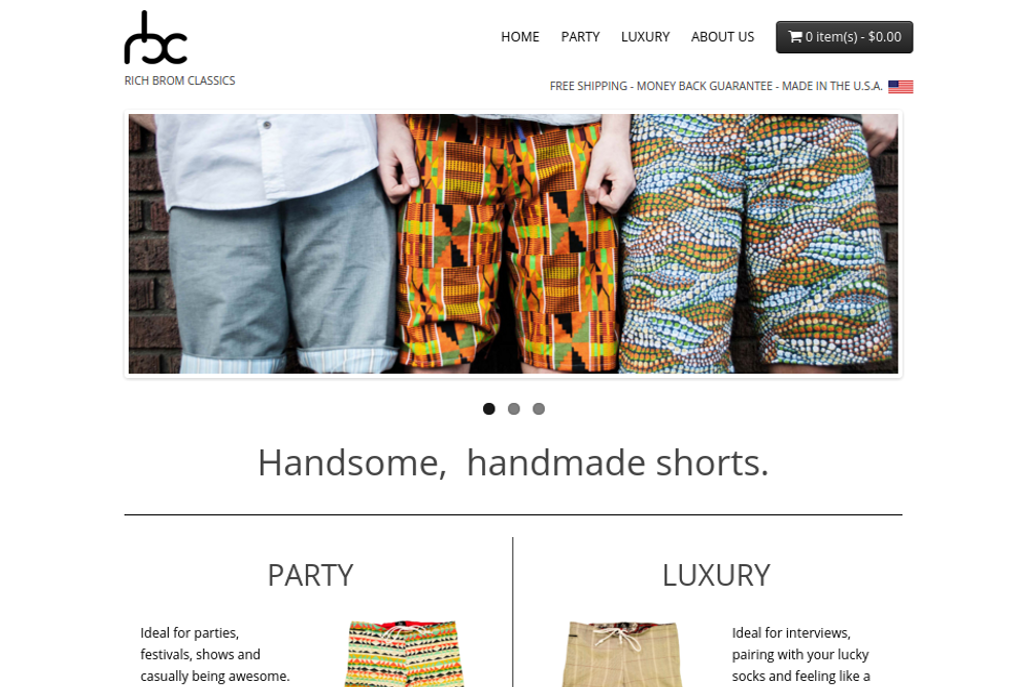 rbc
RICH BROM CLASSICS
HOME PARTY LUXURY ABOUT US 0 item(s) - $0.00
FREE SHIPPING - MONEY BACK GUARANTEE - MADE IN THE U.S.A.
Handsome, handmade shorts.
PARTY
Ideal for parties,
festivals, shows and
casually being awesome.
LUXURY
Ideal for interviews,
pairing with your lucky
socks and feeling like a